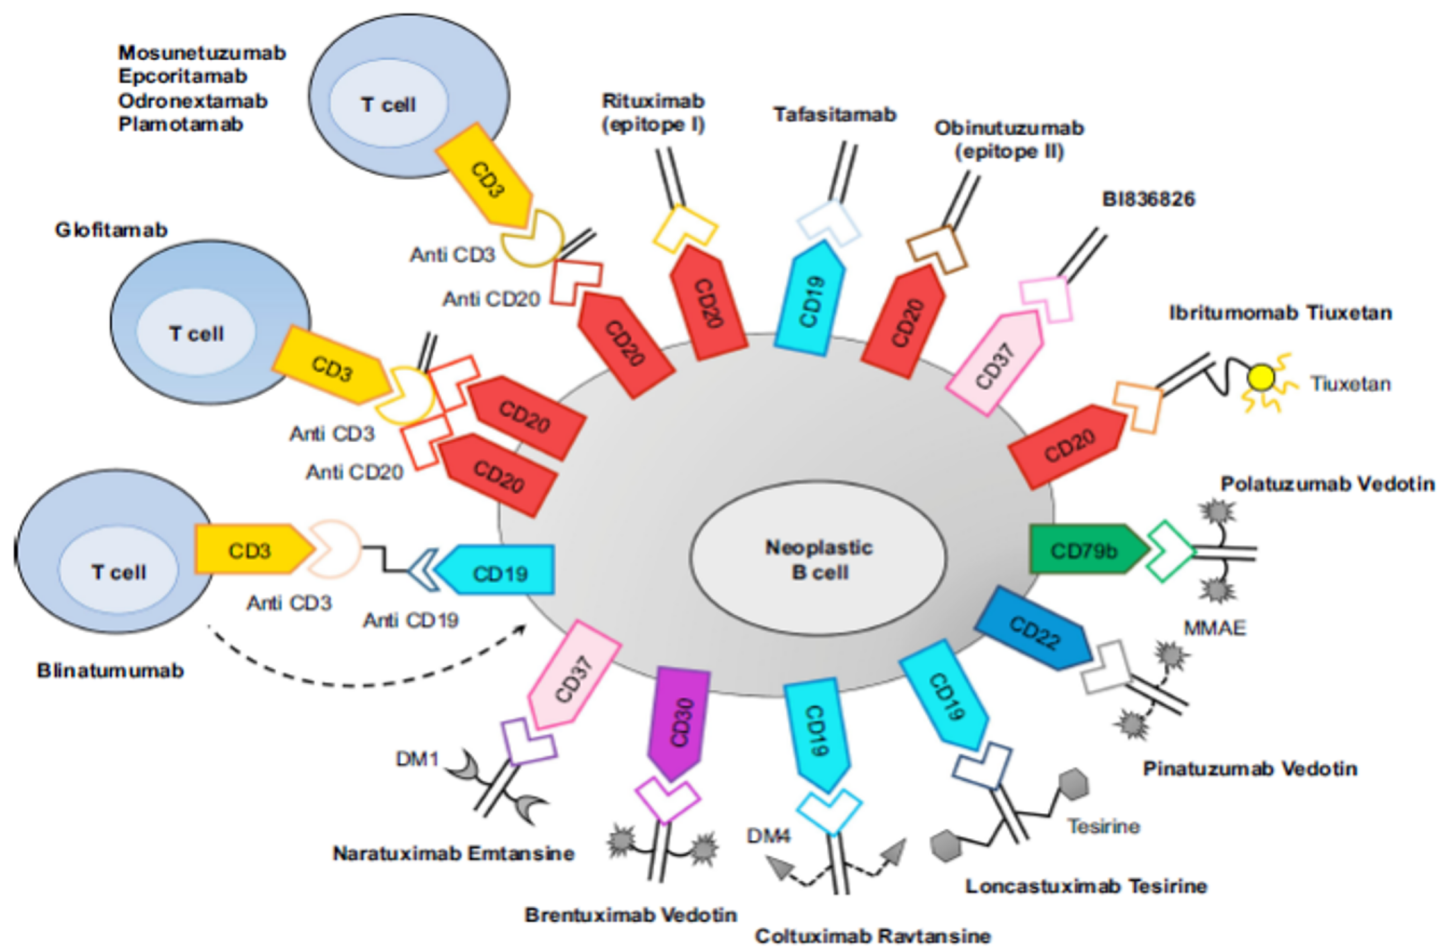 Mosunetuzumab
Epcoritamab
Odronextamab
Plamotamab
T cell
CD3
Anti CD3
Anti CD20
CD20
Rituximab
(epitope I)
CD20
Tafasitamab
CD19
Obinutuzumab
(epitope II)
CD20
BI836826
CD37
Ibritumomab Tiuxetan
Tiuxetan
CD20
Glofitamab
T cell
CD3
Anti CD3
Anti CD20
CD20
CD20
Polatuzumab Vedotin
CD79b
MMAE
Neoplastic
B cell
T cell
CD3
Anti CD3
Anti CD19
CD19
Blinatumumab
CD22
Pinatuzumab Vedotin
CD37
DM1
Naratuximab Emtansine
CD30
Brentuximab Vedotin
CD19
DM4
Coltuximab Ravtansine
CD19
Tesirine
Loncastuximab Tesirine